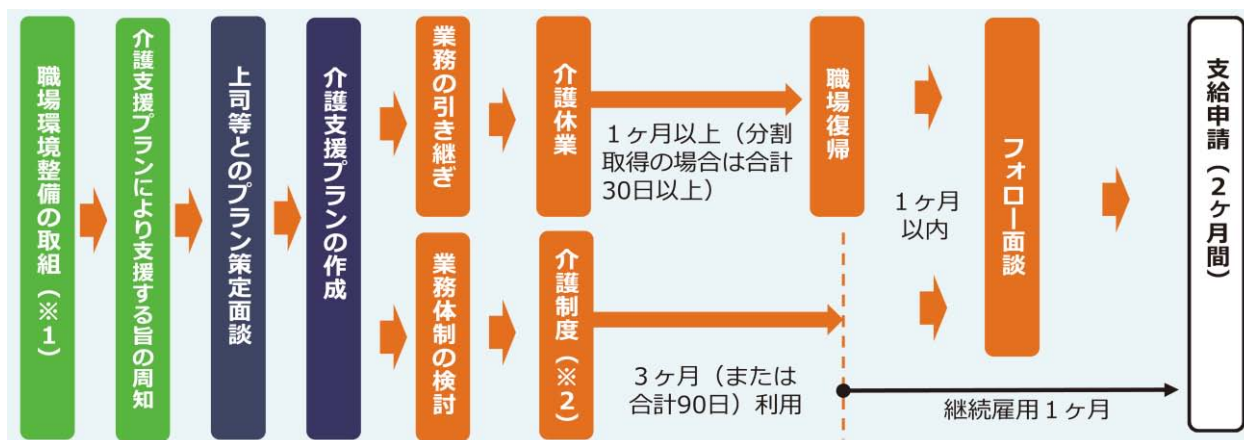 職場環境整備の取組（※１）
介護支援プランにより支援する旨の周知
上司等とのプラン策定面談
介護支援プランの作成
業務の引き継ぎ
介護休業
１ヶ月以上（分割
取得の場合は合計
30日以上）
職場復帰
業務体制の検討
介護制度（※２）
３ヶ月（または
合計90日）利用
１ヶ月
以内
フォロー面談
継続雇用１ヶ月
支給申請（２ヶ月間）